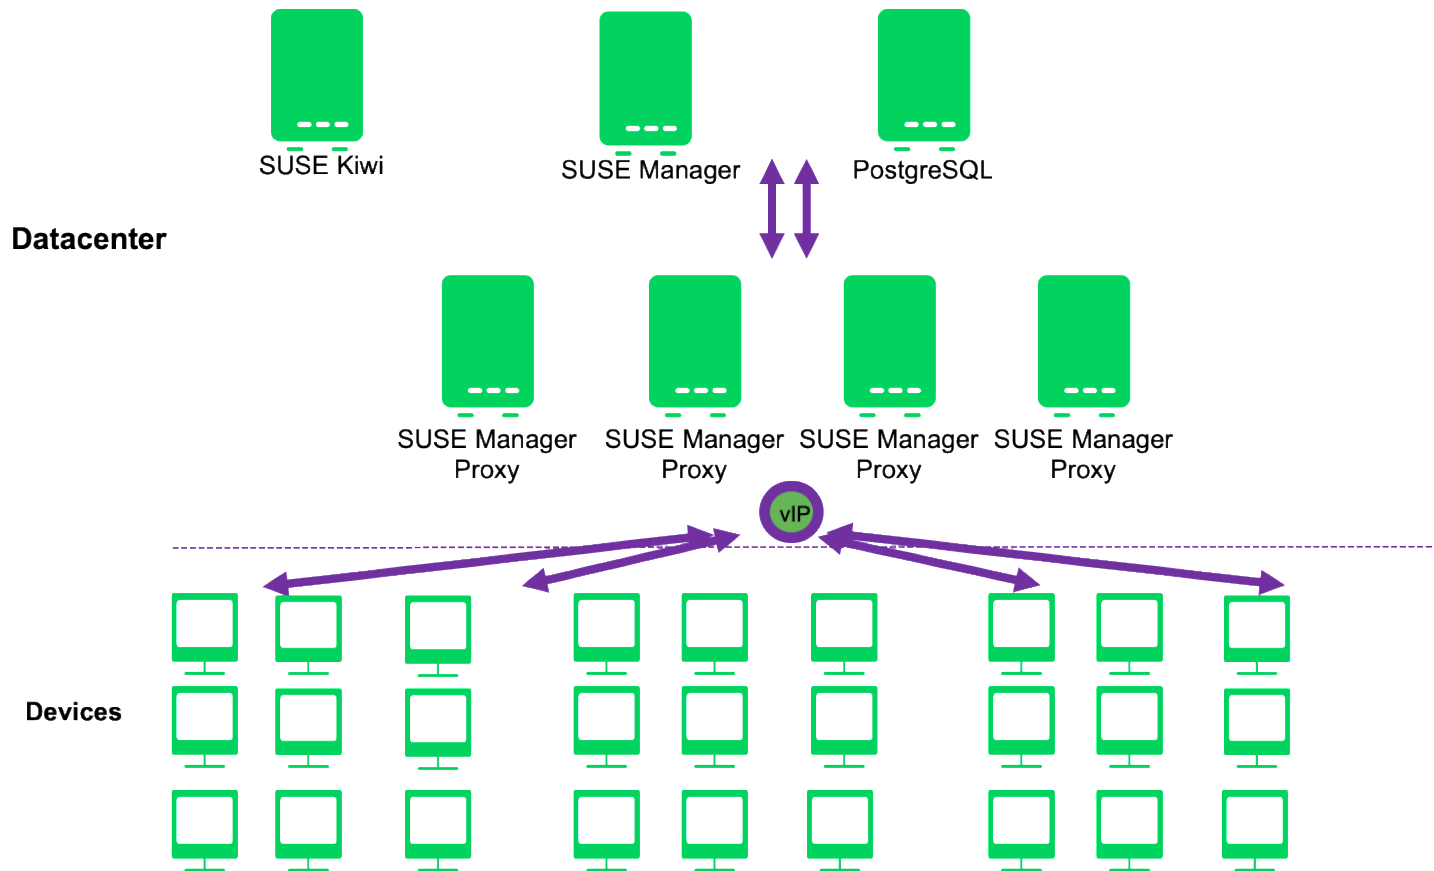 SUSE Kiwi
SUSE Manager
PostgreSQL
Datacenter
SUSE Manager
Proxy
SUSE Manager
Proxy
SUSE Manager
Proxy
SUSE Manager
Proxy
vIP
Devices